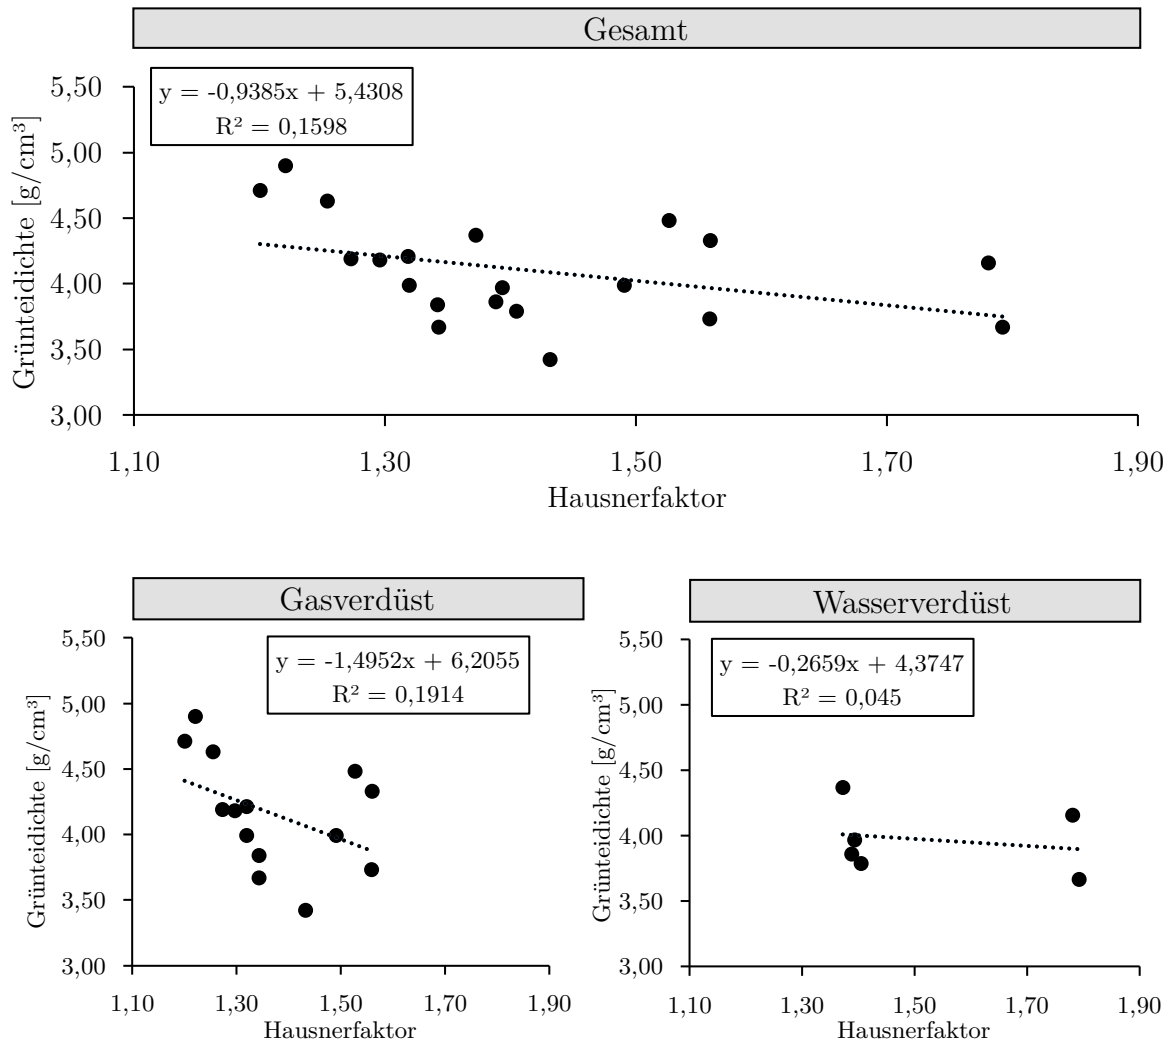 Gesamt
y = -0,9385x + 5,4308
R² = 0,1598
Grünteidichte [g/cm³]
5,50
5,00
4,50
4,00
3,50
3,00
1,10 1,30 1,50 1,70 1,90
Hausnerfaktor
Gasverdüst
y = -1,4952x + 6,2055
R² = 0,1914
Grünteidichte [g/cm³]
5,50
5,00
4,50
4,00
3,50
3,00
1,10 1,30 1,50 1,70 1,90
Hausnerfaktor
Wasserverdüst
y = -0,2659x + 4,3747
R² = 0,045
Grünteidichte [g/cm³]
5,50
5,00
4,50
4,00
3,50
3,00
1,10 1,30 1,50 1,70 1,90
Hausnerfaktor